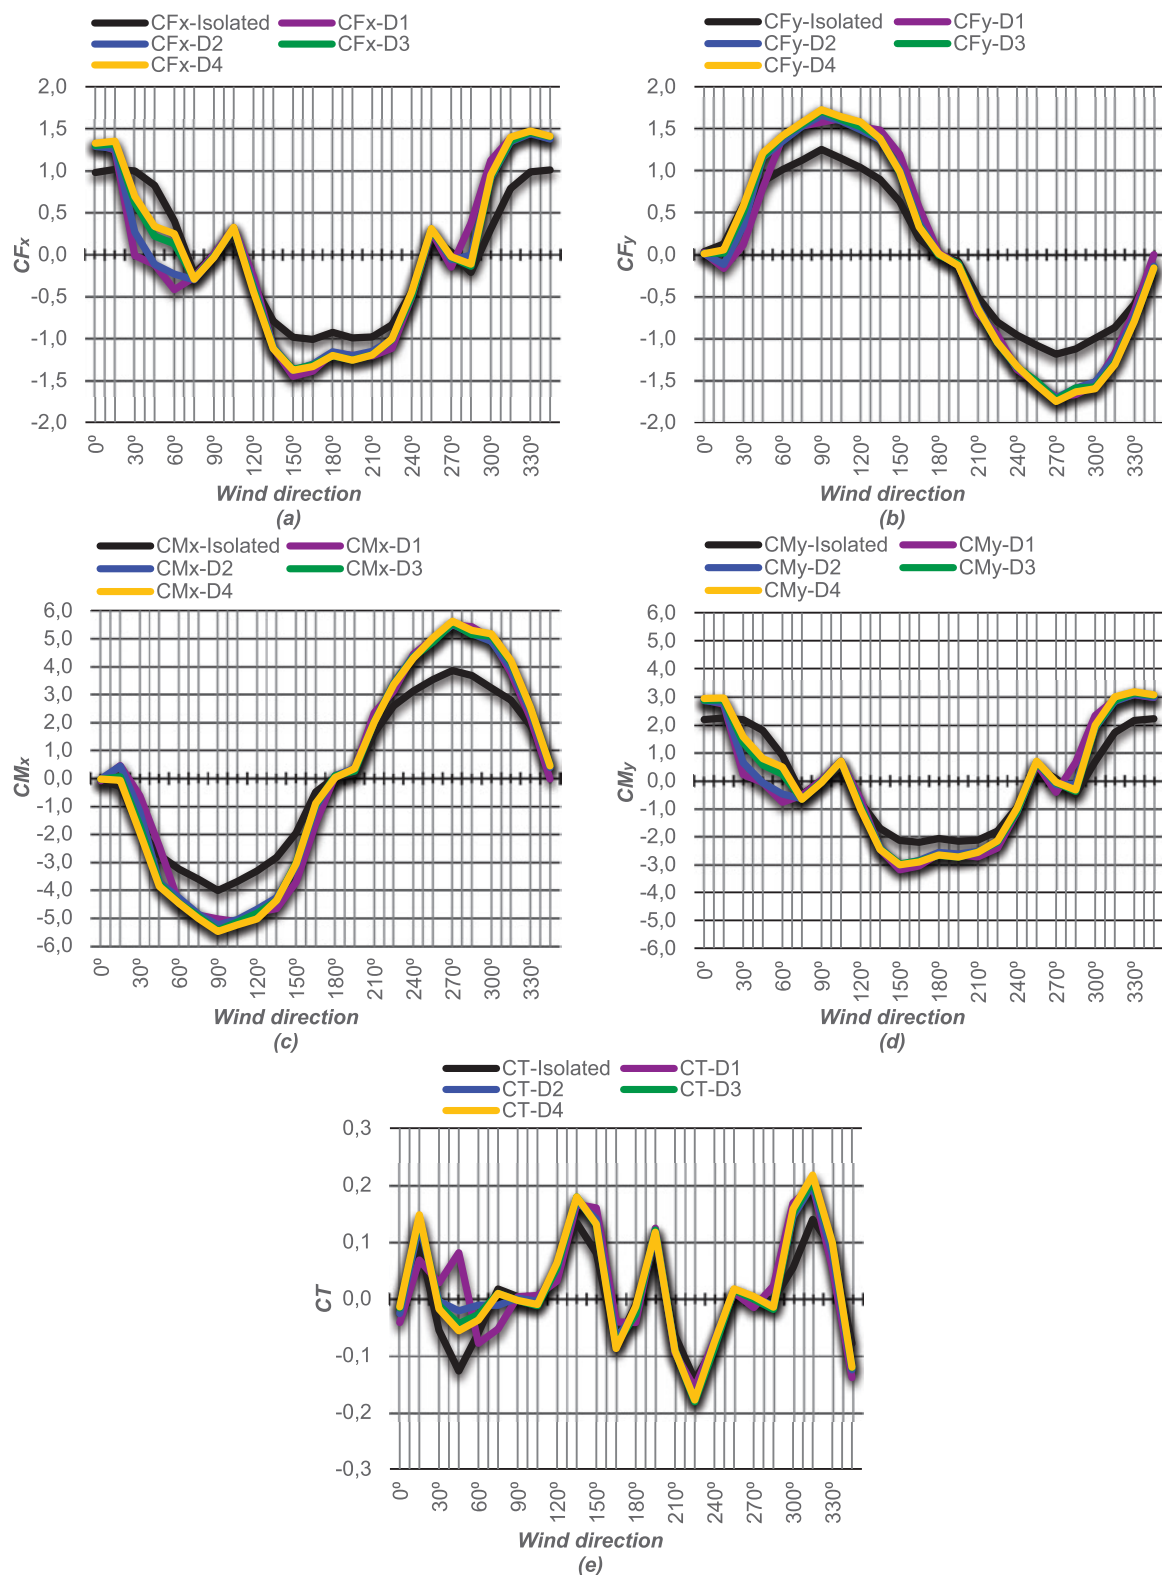 CFx-Isolated CFx-D1
CFx-D2 CFx-D3
CFx-D4
2,0
1,5
1,0
0,5
0,0
-0,5
-1,0
-1,5
-2,0
CFx
0º 30º 60º 90º 120º 150º 180º 210º 240º 270º 300º 330º
Wind direction
(a)
CFy-Isolated CFy-D1
CFy-D2 CFy-D3
CFy-D4
2,0
1,5
1,0
0,5
0,0
-0,5
-1,0
-1,5
-2,0
CFy
0º 30º 60º 90º 120º 150º 180º 210º 240º 270º 300º 330º
Wind direction
(b)
CMx-Isolated CMx-D1
CMx-D2 CMx-D3
CMx-D4
6,0
5,0
4,0
3,0
2,0
1,0
0,0
-1,0
-2,0
-3,0
-4,0
-5,0
-6,0
CMx
0º 30º 60º 90º 120º 150º 180º 210º 240º 270º 300º 330º
Wind direction
(c)
CMy-Isolated CMy-D1
CMy-D2 CMy-D3
CMy-D4
6,0
5,0
4,0
3,0
2,0
1,0
0,0
-1,0
-2,0
-3,0
-4,0
-5,0
-6,0
CMy
0º 30º 60º 90º 120º 150º 180º 210º 240º 270º 300º 330º
Wind direction
(d)
CT-Isolated CT-D1
CT-D2 CT-D3
CT-D4
0,3
0,2
0,1
0,0
-0,1
-0,2
-0,3
CT
0º 30º 60º 90º 120º 150º 180º 210º 240º 270º 300º 330º
Wind direction
(e)